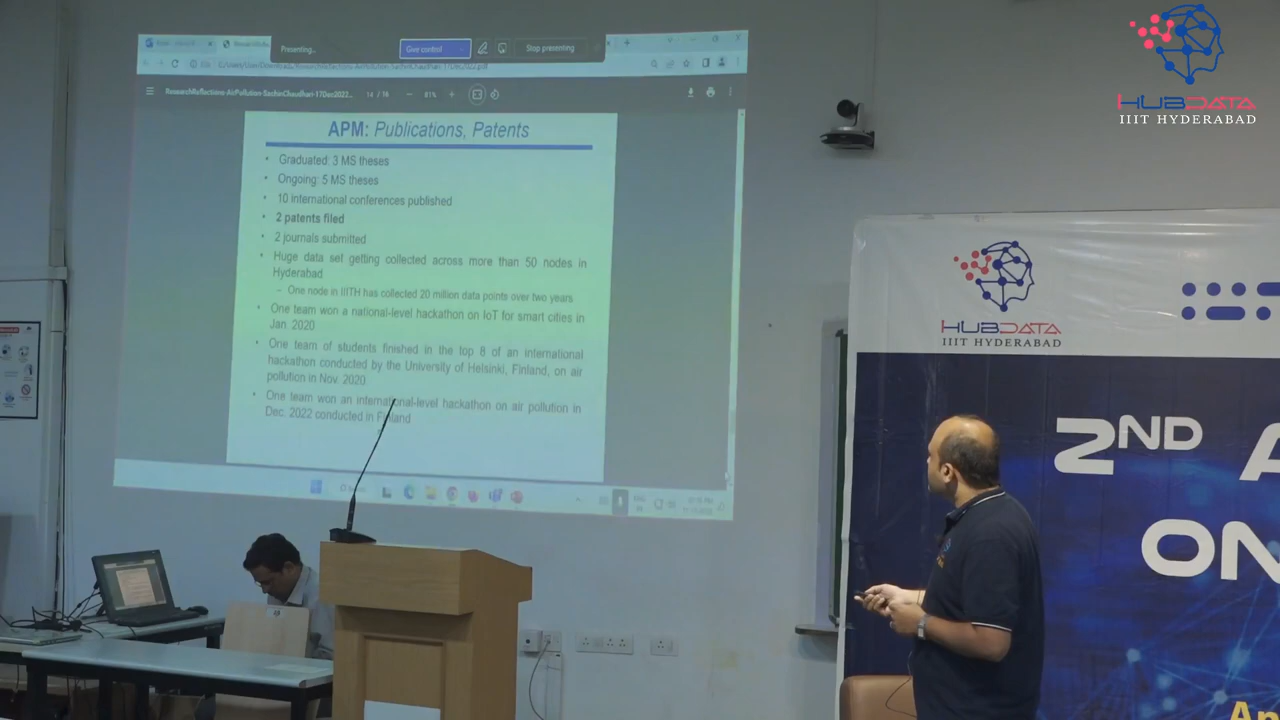 Presenting...
Give control
Stop presenting
ResearchReflections-AirPollution-SachinChaudhari-17Dec2022...
14 / 16
81%
APM: Publications, Patents
• Graduated: 3 MS theses
• Ongoing: 5 MS theses
• 10 international conferences published
• 2 patents filed
• 2 journals submitted
• Huge data set getting collected across more than 50 nodes in
Hyderabad
– One node in IIITH has collected 20 million data points over two years
• One team won a national-level hackathon on IoT for smart cities in
Jan. 2020
• One team of students finished in the top 8 of an international
hackathon conducted by the University of Helsinki, Finland, on air
pollution in Nov. 2020
• One team won an international-level hackathon on air pollution in
Dec. 2022 conducted in Finland
HUBDATA
IIIT HYDERABAD
HUBDATA
IIIT HYDERABAD
2ND A
ON